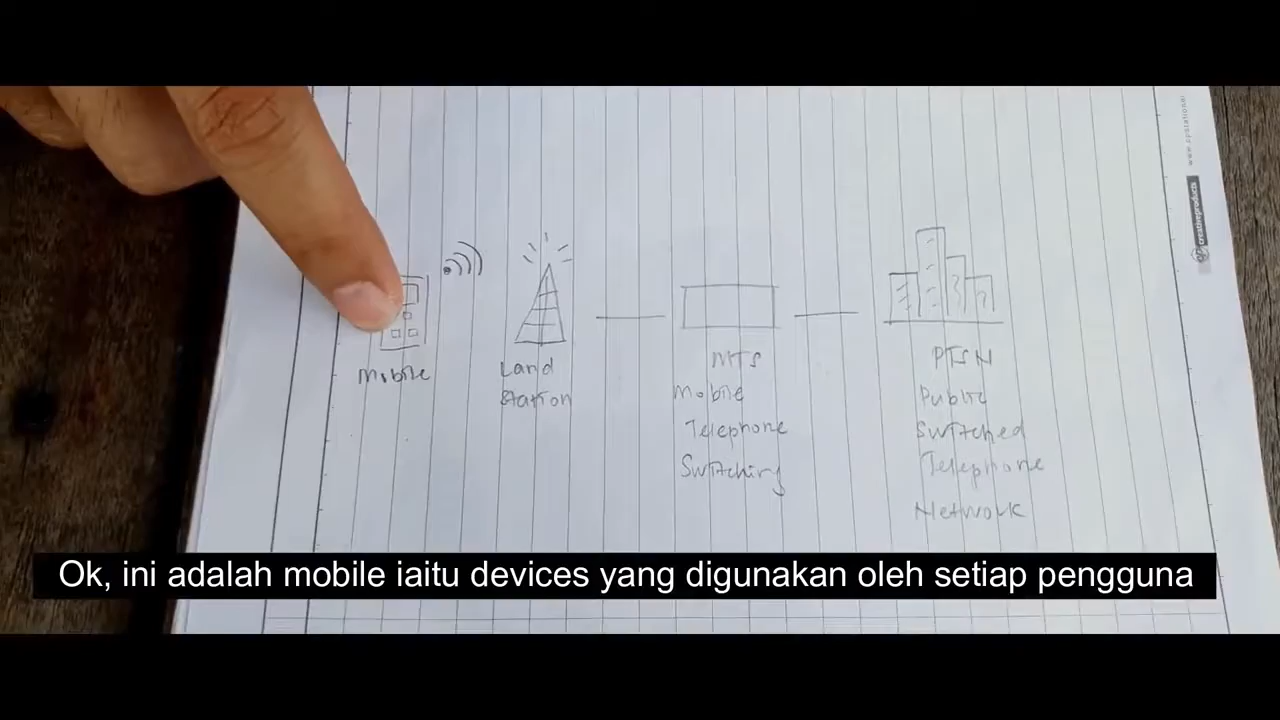 Mobile
Land
Station
MTS
Mobile
Telephone
Switching
PTSN
Public
Switched
Telephone
Network
creativeproducts
Ok, ini adalah mobile iaitu devices yang digunakan oleh setiap pengguna